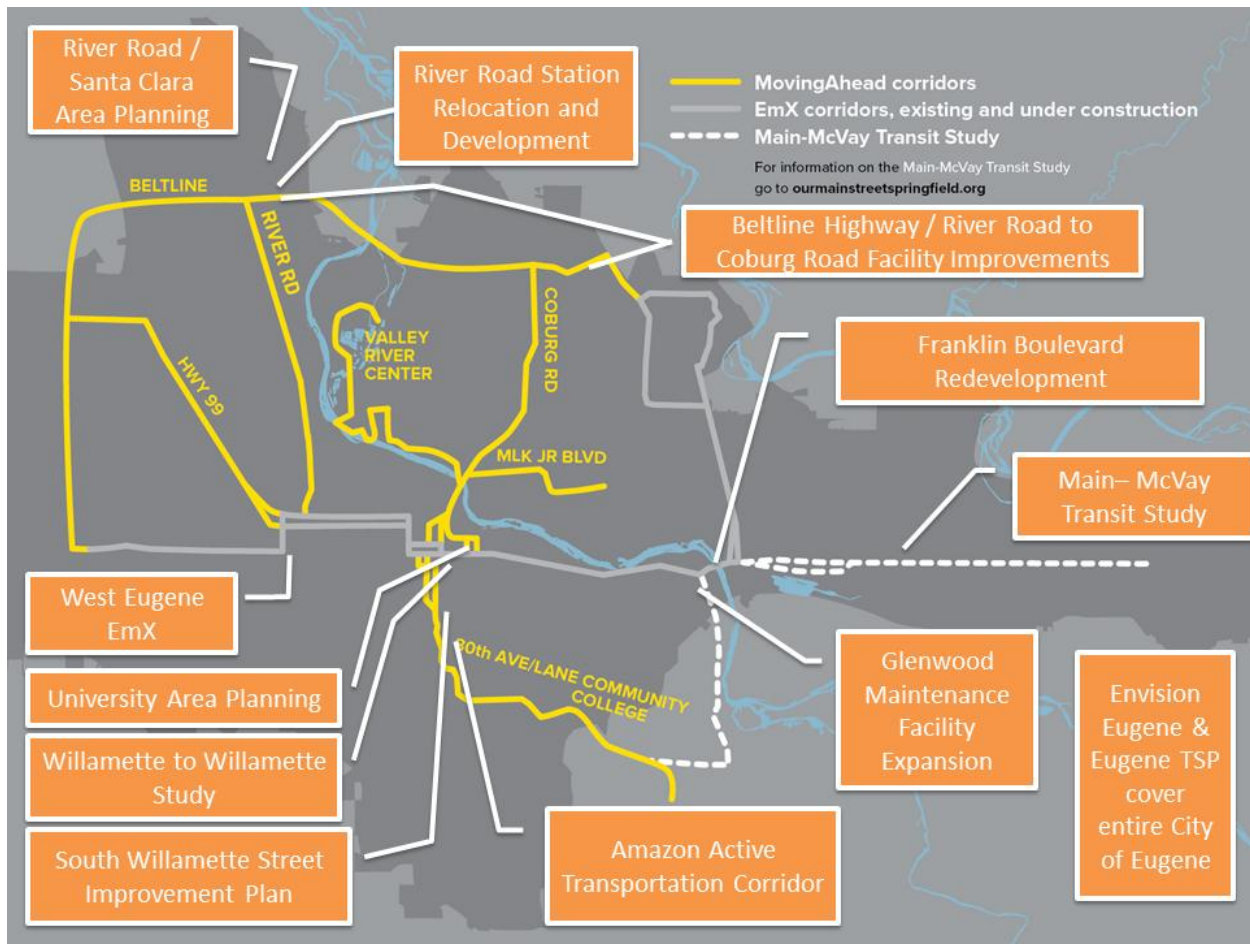 River Road /
Santa Clara
Area Planning
River Road Station
Relocation and
Development
MovingAhead corridors
EmX corridors, existing and under construction
Main-McVay Transit Study
For information on the Main-McVay Transit Study
go to ourmainstreetspringfield.org
BELTLINE
RIVER RD
Beltline Highway / River Road to
Coburg Road Facility Improvements
VALLEY
RIVER
CENTER
COBURG RD
HWY 99
Franklin Boulevard
Redevelopment
MLK JR BLVD
Main– McVay
Transit Study
West Eugene
EmX
30th AVE/LANE COMMUNITY
COLLEGE
University Area Planning
Willamette to Willamette
Study
South Willamette Street
Improvement Plan
Amazon Active
Transportation Corridor
Glenwood
Maintenance
Facility
Expansion
Envision
Eugene &
Eugene TSP
cover
entire City
of Eugene